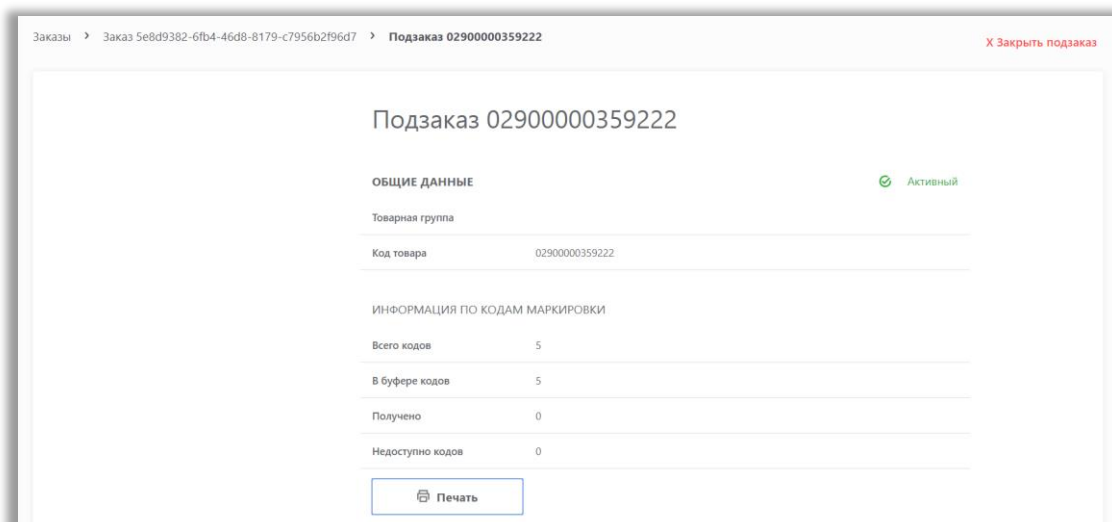 Заказы > Заказ 5e8d9382-6fb4-46d8-8179-c7956b2f96d7 > Подзаказ 02900000359222
X Закрыть подзаказ
Подзаказ 02900000359222
ОБЩИЕ ДАННЫЕ Активный
Товарная группа
Код товара 02900000359222
ИНФОРМАЦИЯ ПО КОДАМ МАРКИРОВКИ
Всего кодов 5
В буфере кодов 5
Получено 0
Недоступно кодов 0
Печать